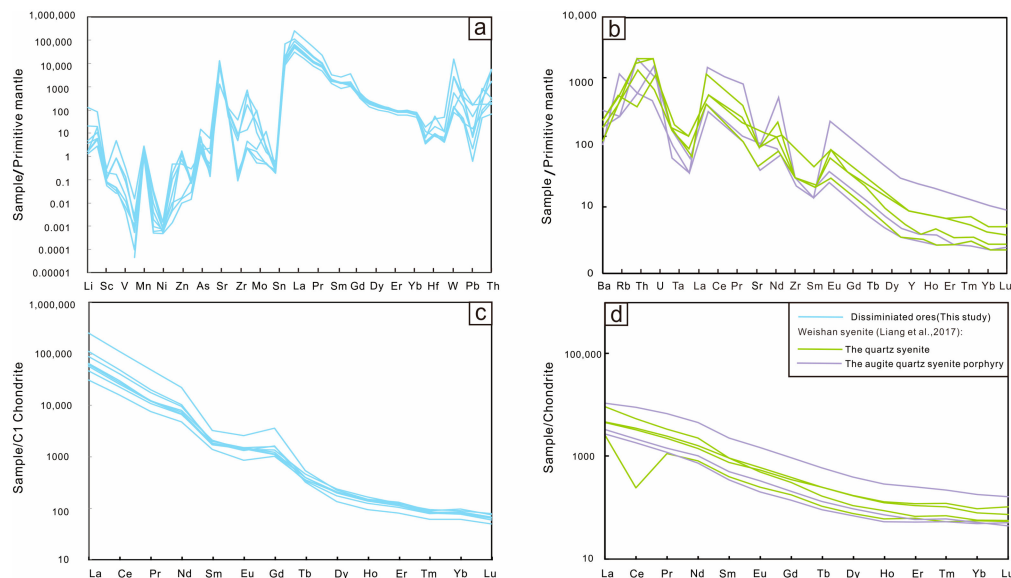 a
Sample/Primitive mantle
1,000,000
100,000
10,000
1000
100
10
1
0.1
0.01
0.001
0.0001
0.00001
Li Sc V Mn Ni Zn As Sr Zr Mo Sn La Pr Gd Dy Er Yb Hf W Pb Th
b
Sample / Primitive mantle
10,000
1000
100
10
0
Ba Rb Th U Ta La Ce Pr Sr Nd Zr Sm Eu Gd Tb Dy Y Ho Er Tm Yb Lu
c
Sample/C1 Chondrite
1,000,000
100,000
10,000
1000
100
10
La Ce Pr Nd Sm Eu Gd Tb Dy Ho Er Tm Yb Lu
d
Sample/Chondrite
100,000
1000
10
La Ce Pr Nd Sm Eu Gd Tb Dy Ho Er Tm Yb Lu
Dissiminiated ores(This study)
Weishan syenite (Liang et al.,2017):
The quartz syenite
The augite quartz syenite porphyry